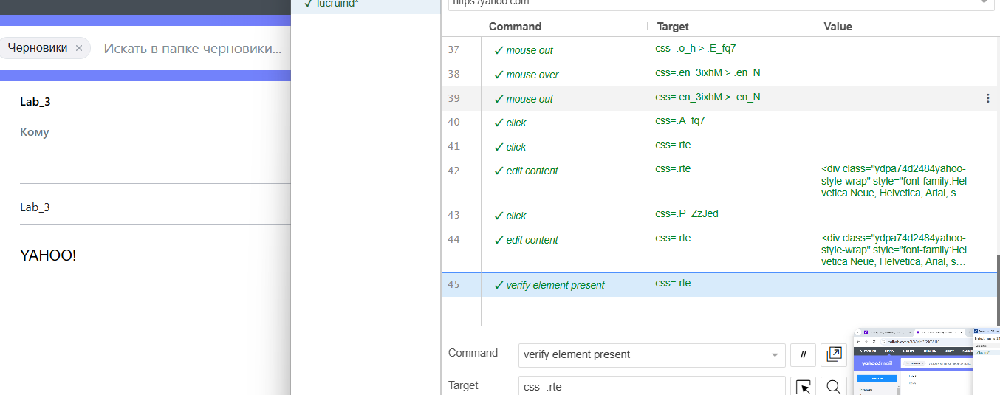 lucruind*
https:/yahoo.com
Черновики ×
Искать в папке черновики...
Lab_3
Кому
Lab_3
YAHOO!
Command Target Value
37 ✓ mouse out css=.o_h > .E_fq7
38 ✓ mouse over css=.en_3ixhM > .en_N
39 ✓ mouse out css=.en_3ixhM > .en_N
40 ✓ click css=.A_fq7
41 ✓ click css=.rte
42 ✓ edit content css=.rte <div class="ydpa74d2484yahoo-
style-wrap" style="font-family:Hel
vetica Neue, Helvetica, Arial, s...
43 ✓ click css=.P_ZzJed
44 ✓ edit content css=.rte <div class="ydpa74d2484yahoo-
style-wrap" style="font-family:Hel
vetica Neue, Helvetica, Arial, s...
45 ✓ verify element present css=.rte
Command verify element present //
Target css=.rte
yahoo!mail